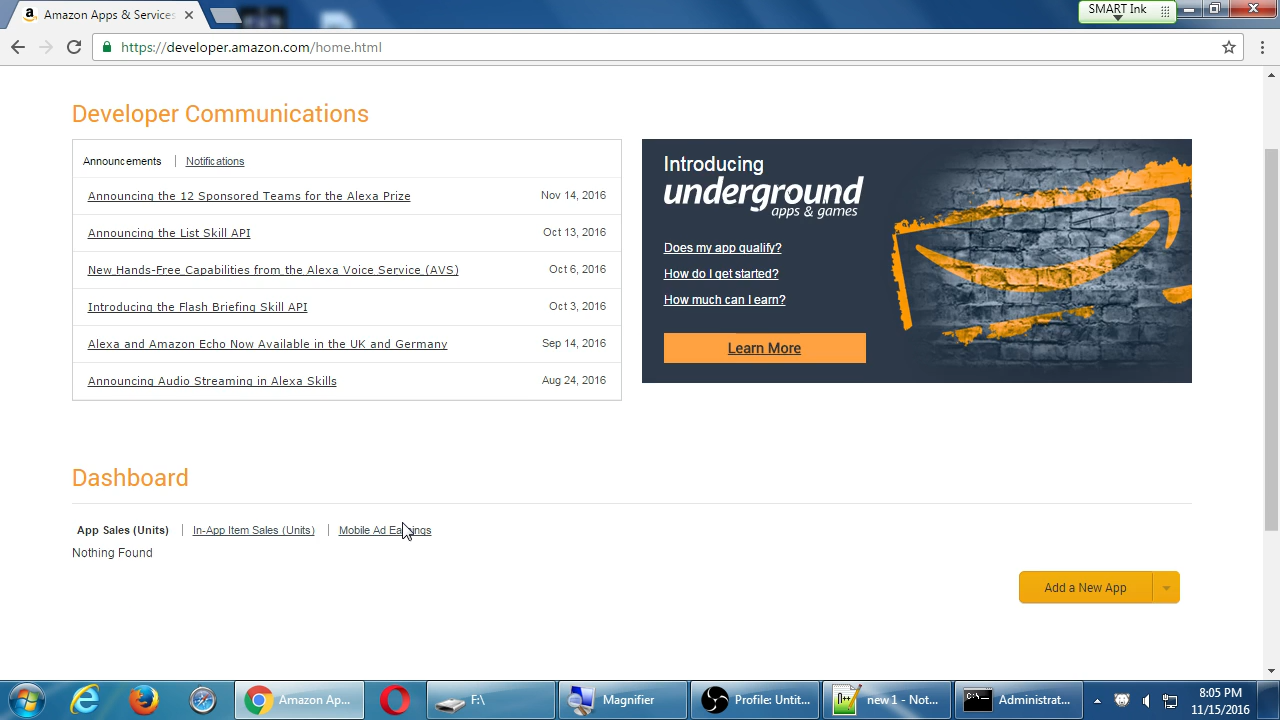 Amazon Apps & Services
SMART Ink
https://developer.amazon.com/home.html
Developer Communications
Announcements | Notifications
Announcing the 12 Sponsored Teams for the Alexa Prize Nov 14, 2016
Announcing the List Skill API Oct 13, 2016
New Hands-Free Capabilities from the Alexa Voice Service (AVS) Oct 6, 2016
Introducing the Flash Briefing Skill API Oct 3, 2016
Alexa and Amazon Echo Now Available in the UK and Germany Sep 14, 2016
Announcing Audio Streaming in Alexa Skills Aug 24, 2016
Introducing
underground
apps & games
Does my app qualify?
How do I get started?
How much can I earn?
Learn More
Dashboard
App Sales (Units) | In-App Item Sales (Units) | Mobile Ad Earnings
Nothing Found
Add a New App
Amazon Ap... F:\ Magnifier Profile: Untit... new 1 - Not... Administrat... 8:05 PM
11/15/2016